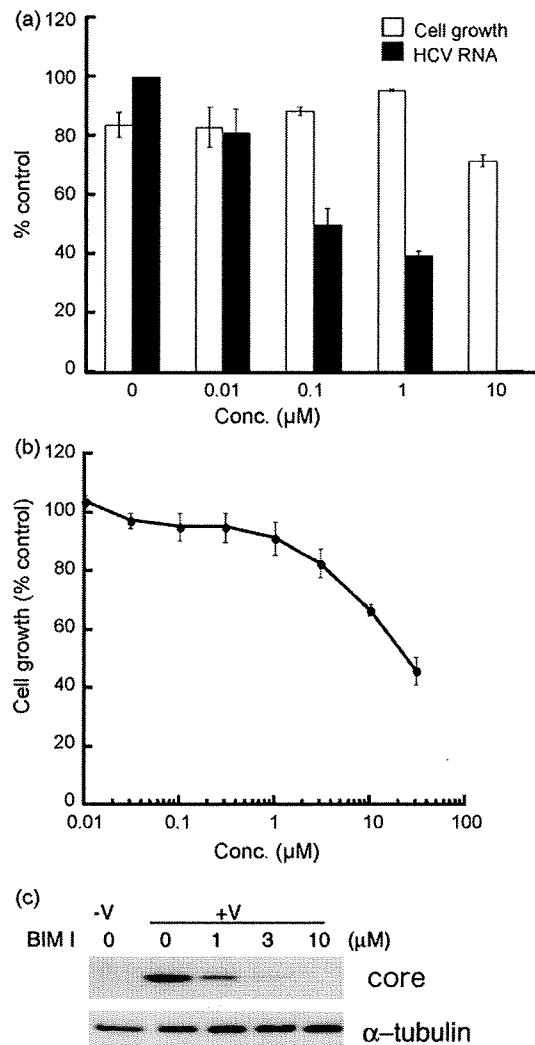 (a)
120
100
80
60
40
20
0
% control
Cell growth
HCV RNA
0 0.01 0.1 1 10
Conc. (µM)
(b)
120
100
80
60
40
20
0
Cell growth (% control)
0.01 0.1 1 10 100
Conc. (µM)
(c)
-V +V
BIM I 0 0 1 3 10 (µM)
core
α–tubulin